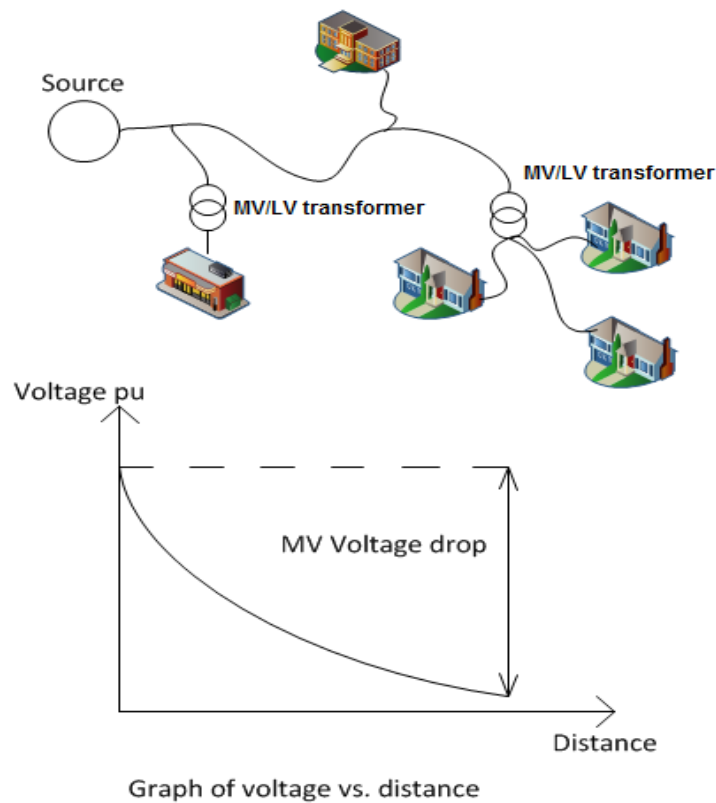 Source
MV/LV transformer
MV/LV transformer
Voltage pu
MV Voltage drop
Distance
Graph of voltage vs. distance